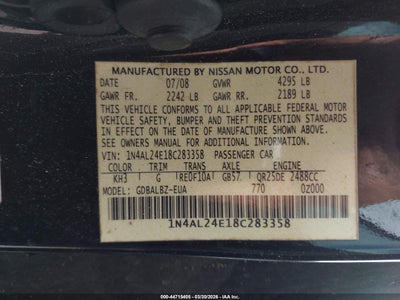 MANUFACTURED BY NISSAN MOTOR CO., LTD.
DATE 07/08 GVWR 4295 LB
GAWR FR. 2242 LB GAWR RR. 2189 LB
THIS VEHICLE CONFORMS TO ALL APPLICABLE FEDERAL MOTOR
VEHICLE SAFETY, BUMPER AND THEFT PREVENTION STANDARDS
IN EFFECT ON THE DATE OF MANUFACTURE SHOWN ABOVE.
SEE OWNERS MANUAL FOR ADDITIONAL INFORMATION.
VIN: 1N4AL24E18C283358 PASSENGER CAR
COLOR TRIM TRANS AXLE ENGINE
KH3 G RE0F10A GB57 QR25DE 2488CC
MODEL: GDBALBZ-EUA 770 0Z000
1N4AL24E18C283358
000-44715405 - (03/30/2026 - IAA Inc.)